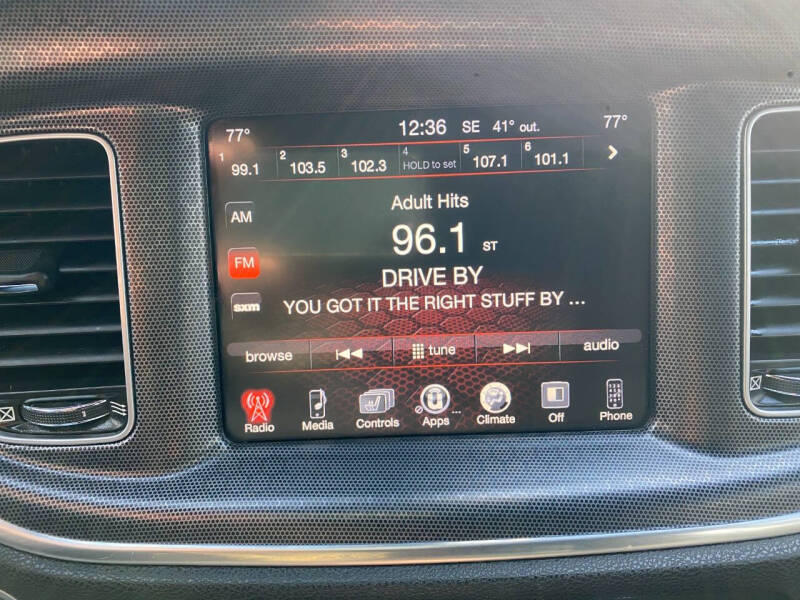 77° 12:36 SE 41° out. 77°
1 99.1 2 103.5 3 102.3 4 HOLD to set 5 107.1 6 101.1
Adult Hits
AM
96.1 ST
FM
DRIVE BY
sxm
YOU GOT IT THE RIGHT STUFF BY ...
browse tune audio
Radio Media Controls Apps ... Climate Off Phone